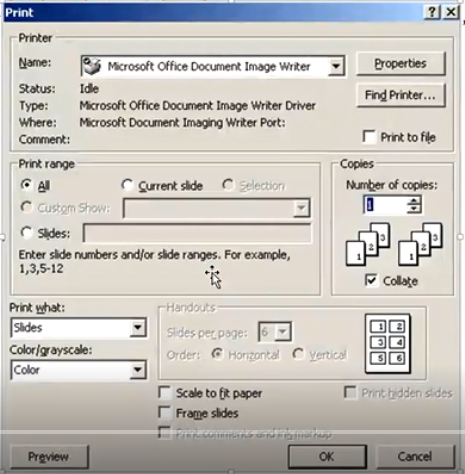 Print
Printer
Name: Microsoft Office Document Image Writer Properties
Status: Idle
Type: Microsoft Office Document Image Writer Driver Find Printer...
Where: Microsoft Document Imaging Writer Port:
Comment: Print to file
Print range Copies
All Current slide Selection Number of copies:
Custom Show: 1
Slides:
Enter slide numbers and/or slide ranges. For example,
1,3,5-12
1 2 3 1 2 3
Collate
Print what: Handouts
Slides Slides per page: 6 1 2
Color/grayscale: Order: Horizontal Vertical 3 4
Color 5 6
Scale to fit paper Print hidden slides
Frame slides
Print comments and ink markup
Preview OK Cancel